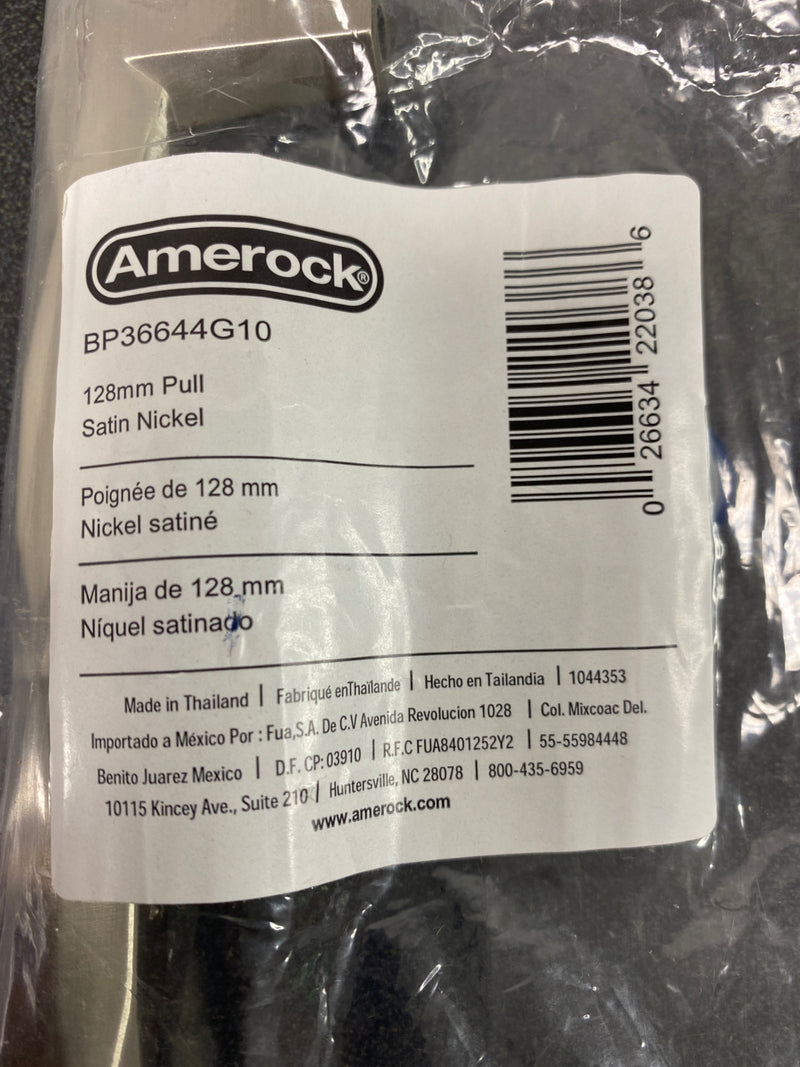 Amerock®
BP36644G10
128mm Pull
Satin Nickel
Poignée de 128 mm
Nickel satiné
Manija de 128 mm
Níquel satinado
0 26634 22038 6
Made in Thailand | Fabriqué enThaïlande | Hecho en Tailandia | 1044353
Importado a México Por : Fua,S.A. De C.V Avenida Revolucion 1028 | Col. Mixcoac Del.
Benito Juarez Mexico | D.F. CP: 03910 | R.F.C FUA8401252Y2 | 55-55984448
10115 Kincey Ave., Suite 210 | Huntersville, NC 28078 | 800-435-6959
www.amerock.com